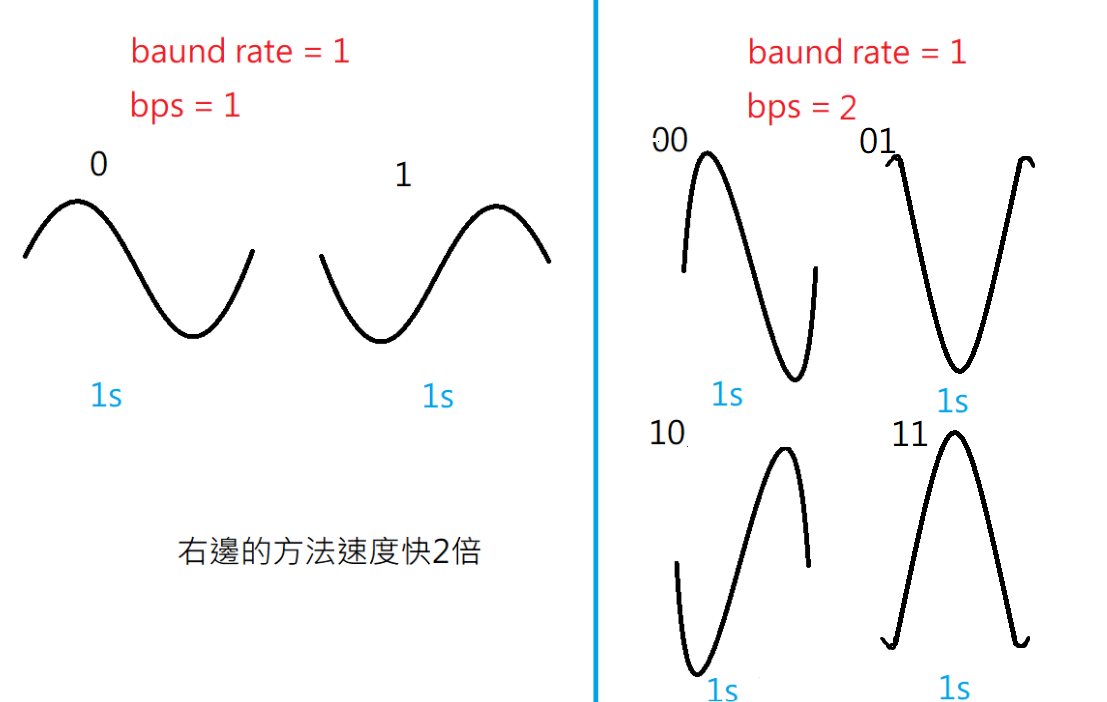 baund rate = 1
bps = 1
0
1
1s
1s
右邊的方法速度快2倍
baund rate = 1
bps = 2
00
01
1s
1s
10
11
1s
1s